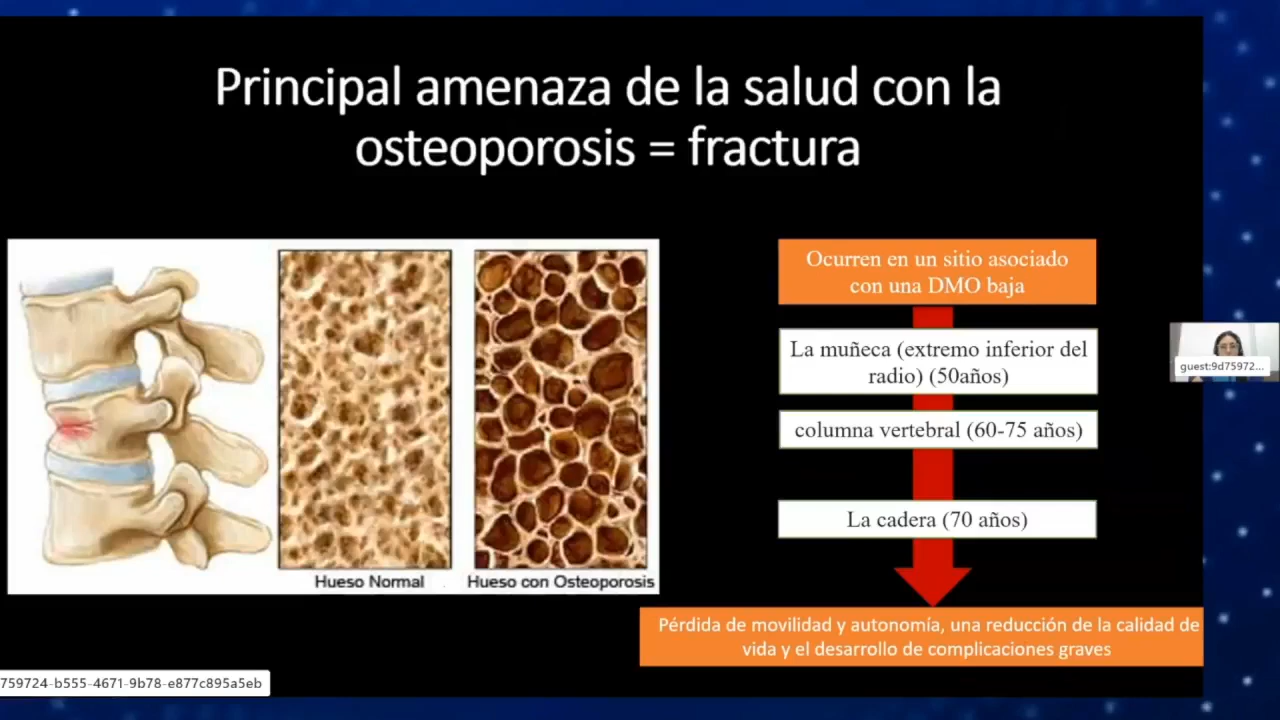 Principal amenaza de la salud con la
osteoporosis = fractura
Hueso Normal
Hueso con Osteoporosis
Ocurren en un sitio asociado
con una DMO baja
La muñeca (extremo inferior del
radio) (50años)
columna vertebral (60-75 años)
La cadera (70 años)
Pérdida de movilidad y autonomía, una reducción de la calidad de
vida y el desarrollo de complicaciones graves
guest:9d75972...
759724-b555-4671-9b78-e877c895a5eb